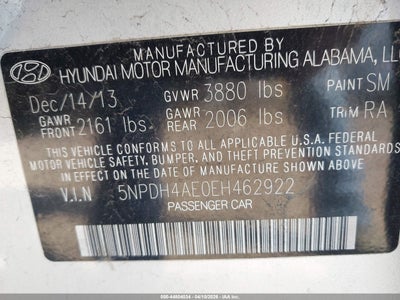 MANUFACTURED BY
HYUNDAI MOTOR MANUFACTURING ALABAMA, LLC
Dec/14/13 GVWR 3880 lbs PAINT SM
GAWR FRONT 2161 lbs GAWR REAR 2006 lbs TRIM RA
THIS VEHICLE CONFORMS TO ALL APPLICABLE U.S.A FEDERAL
MOTOR VEHICLE SAFETY, BUMPER, AND THEFT PREVENTION STANDARDS
IN EFFECT ON THE DATE OF MANUFACTURE SHOWN ABOVE.
V.I.N 5NPDH4AE0EH462922
PASSENGER CAR